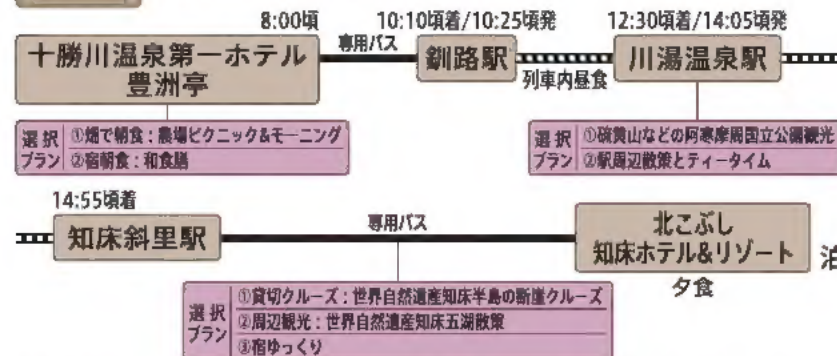 8:00頃
10:10頃着/10:25頃発
12:30頃着/14:05頃発
十勝川温泉第一ホテル
豊洲亭
専用バス
釧路駅
列車内昼食
川湯温泉駅
選択
プラン
①畑で朝食：農場ピクニック&モーニング
②宿朝食：和食膳
選択
プラン
①硫黄山などの阿寒摩周国立公園観光
②駅周辺散策とティータイム
14:55頃着
知床斜里駅
専用バス
北こぶし
知床ホテル&リゾート
泊
夕食
選択
プラン
①貸切クルーズ：世界自然遺産知床半島の断崖クルーズ
②周辺観光：世界自然遺産知床五湖散策
③宿ゆっくり